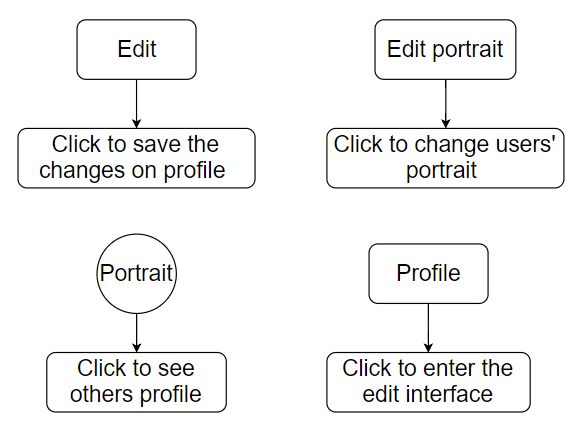 Edit
Edit portrait
Click to save the
changes on profile
Click to change users'
portrait
Portrait
Profile
Click to see
others profile
Click to enter the
edit interface